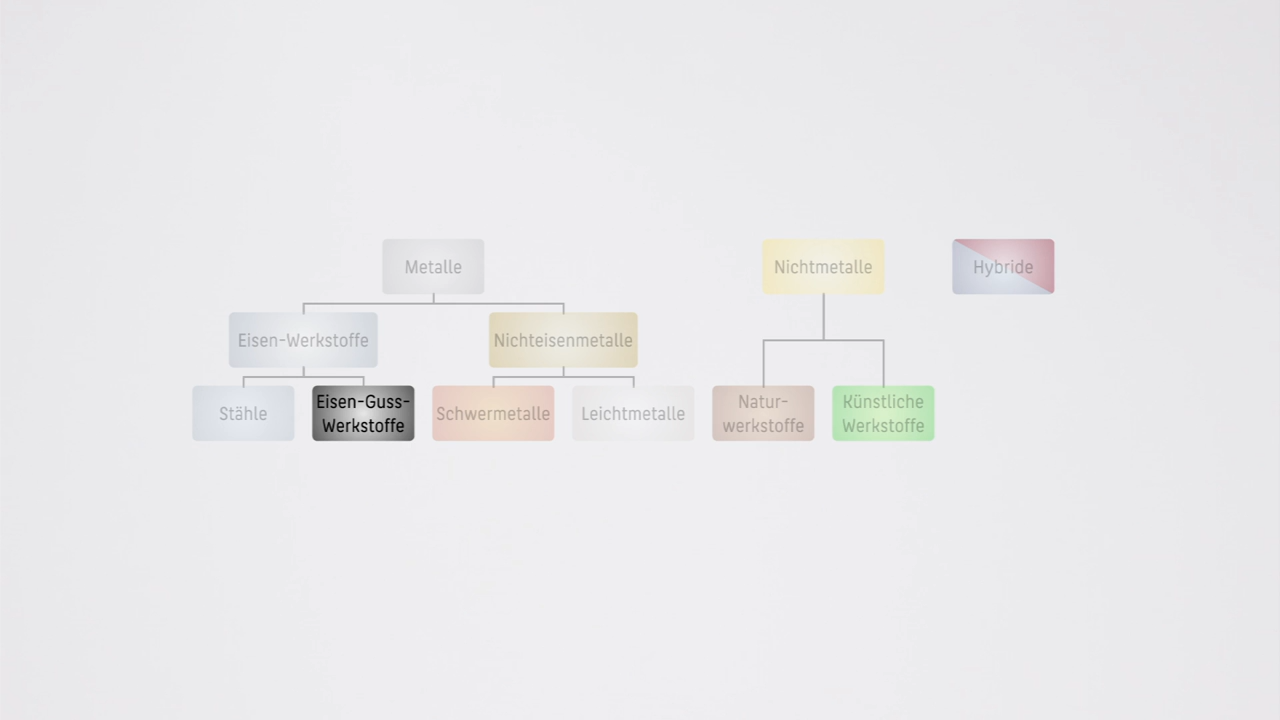 Metalle
Nichtmetalle
Hybride
Eisen-Werkstoffe
Nichteisenmetalle
Stähle
Eisen-Guss-
Werkstoffe
Schwermetalle
Leichtmetalle
Natur-
werkstoffe
Künstliche
Werkstoffe